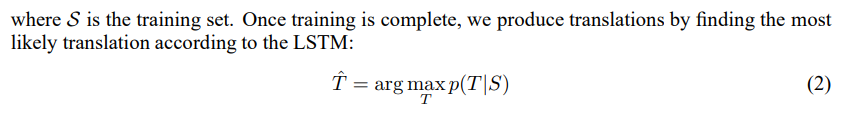 where 𝒮 is the training set. Once training is complete, we produce translations by finding the most
likely translation according to the LSTM:
T̂ = arg max p(T|S) (2)
T